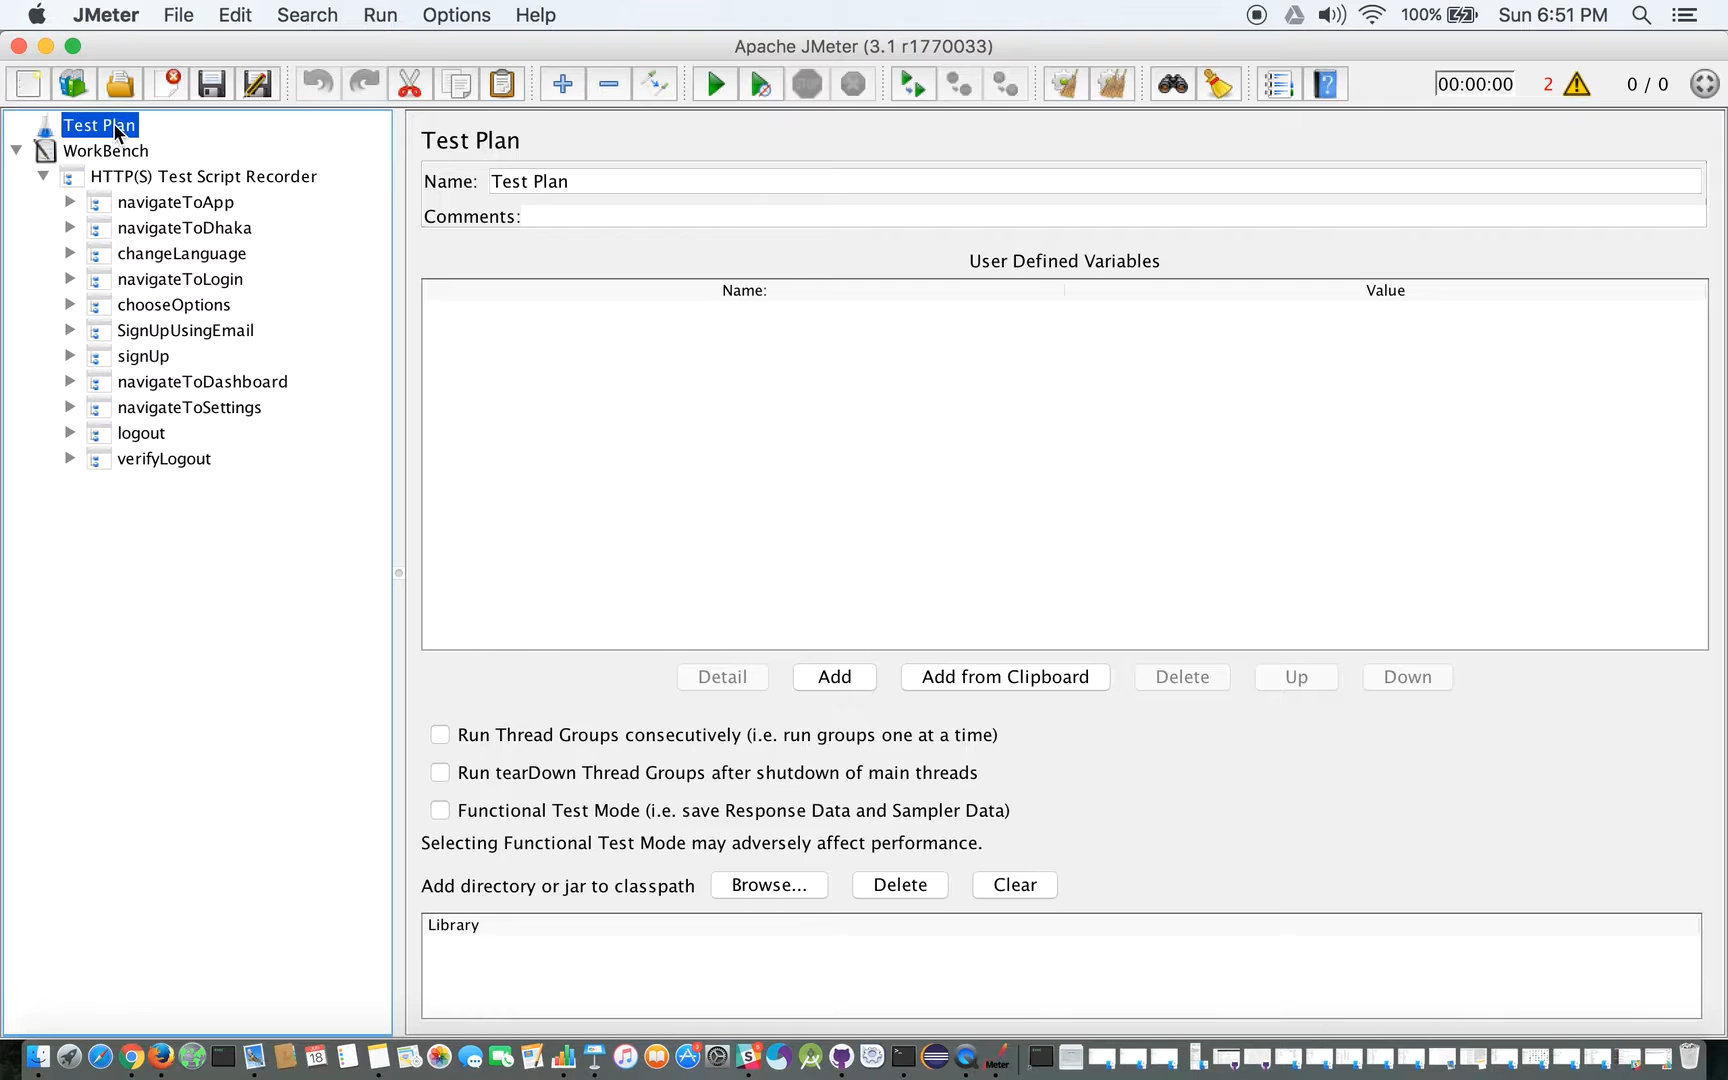 JMeter File Edit Search Run Options Help 100% Sun 6:51 PM
Apache JMeter (3.1 r1770033)
00:00:00 2 0 / 0
Test Plan
WorkBench
HTTP(S) Test Script Recorder
navigateToApp
navigateToDhaka
changeLanguage
navigateToLogin
chooseOptions
SignUpUsingEmail
signUp
navigateToDashboard
navigateToSettings
logout
verifyLogout
Test Plan
Name: Test Plan
Comments:
User Defined Variables
Name: Value
Detail Add Add from Clipboard Delete Up Down
Run Thread Groups consecutively (i.e. run groups one at a time)
Run tearDown Thread Groups after shutdown of main threads
Functional Test Mode (i.e. save Response Data and Sampler Data)
Selecting Functional Test Mode may adversely affect performance.
Add directory or jar to classpath Browse... Delete Clear
Library
18
Meter